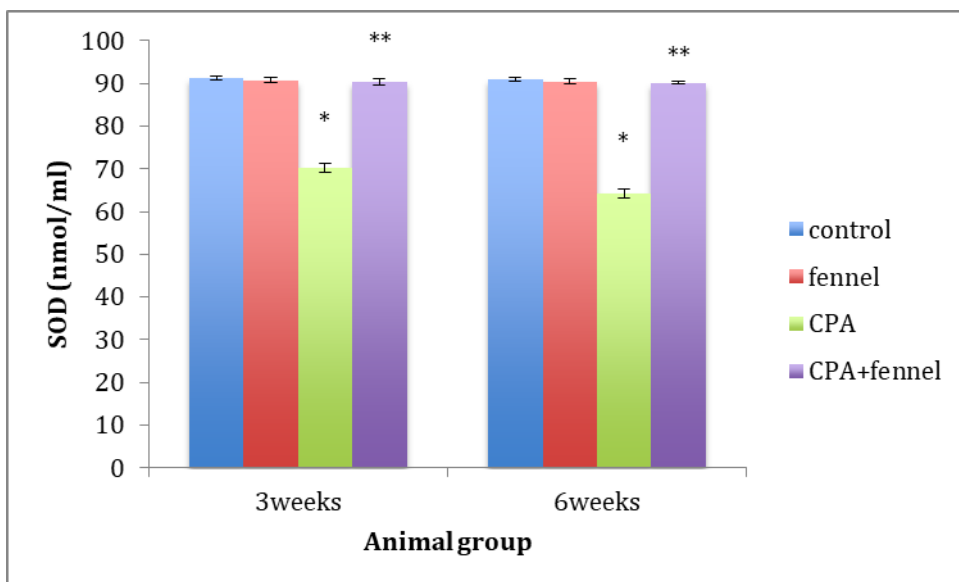 SOD (nmol/ml)
100
90
80
70
60
50
40
30
20
10
0
*
**
*
**
3weeks
6weeks
Animal group
control
fennel
CPA
CPA+fennel